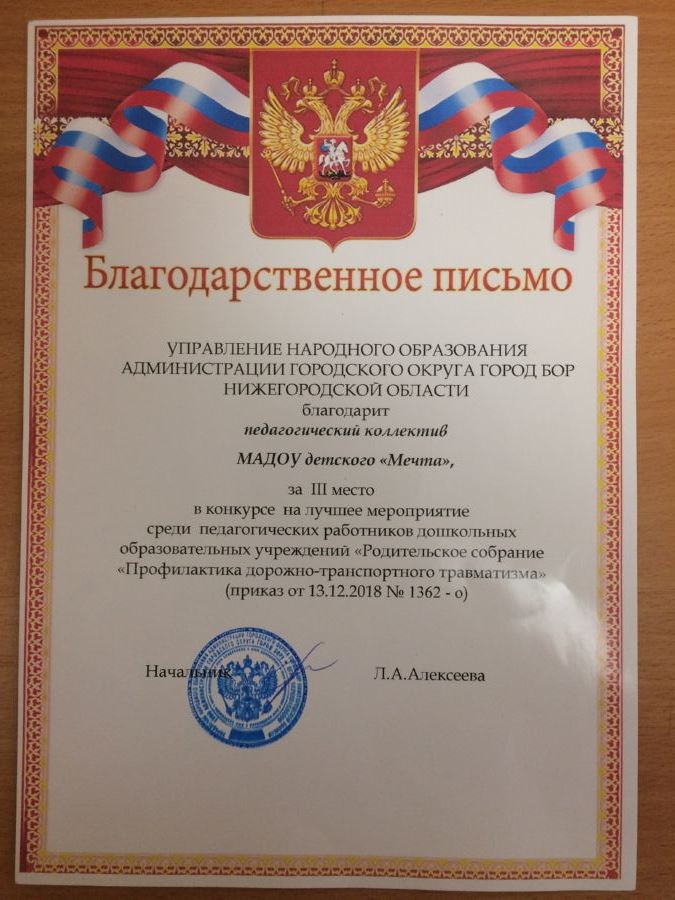 Благодарственное письмо
УПРАВЛЕНИЕ НАРОДНОГО ОБРАЗОВАНИЯ
АДМИНИСТРАЦИИ ГОРОДСКОГО ОКРУГА ГОРОД БОР
НИЖЕГОРОДСКОЙ ОБЛАСТИ
благодарит
педагогический коллектив
МАДОУ детского «Мечта»,
за III место
в конкурсе на лучшее мероприятие
среди педагогических работников дошкольных
образовательных учреждений «Родительское собрание
«Профилактика дорожно-транспортного травматизма»
(приказ от 13.12.2018 № 1362 - о)
Начальник Л.А.Алексеева